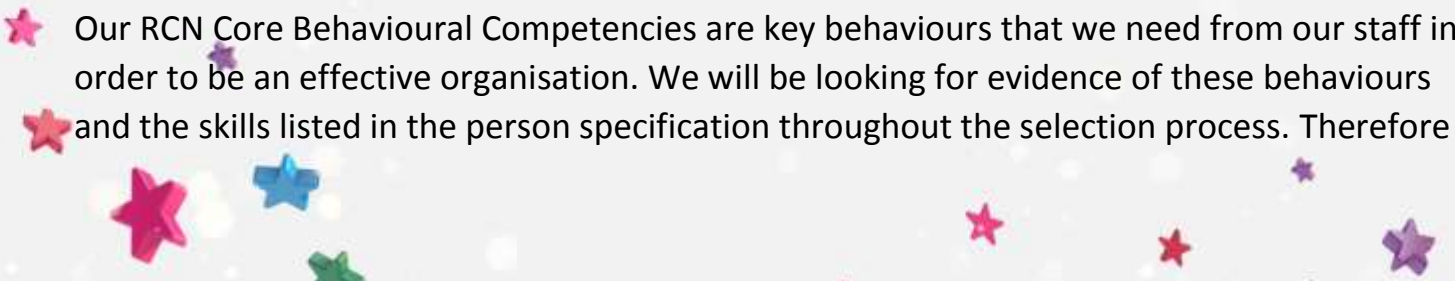 Our RCN Core Behavioural Competencies are key behaviours that we need from our staff in
order to be an effective organisation. We will be looking for evidence of these behaviours
and the skills listed in the person specification throughout the selection process. Therefore